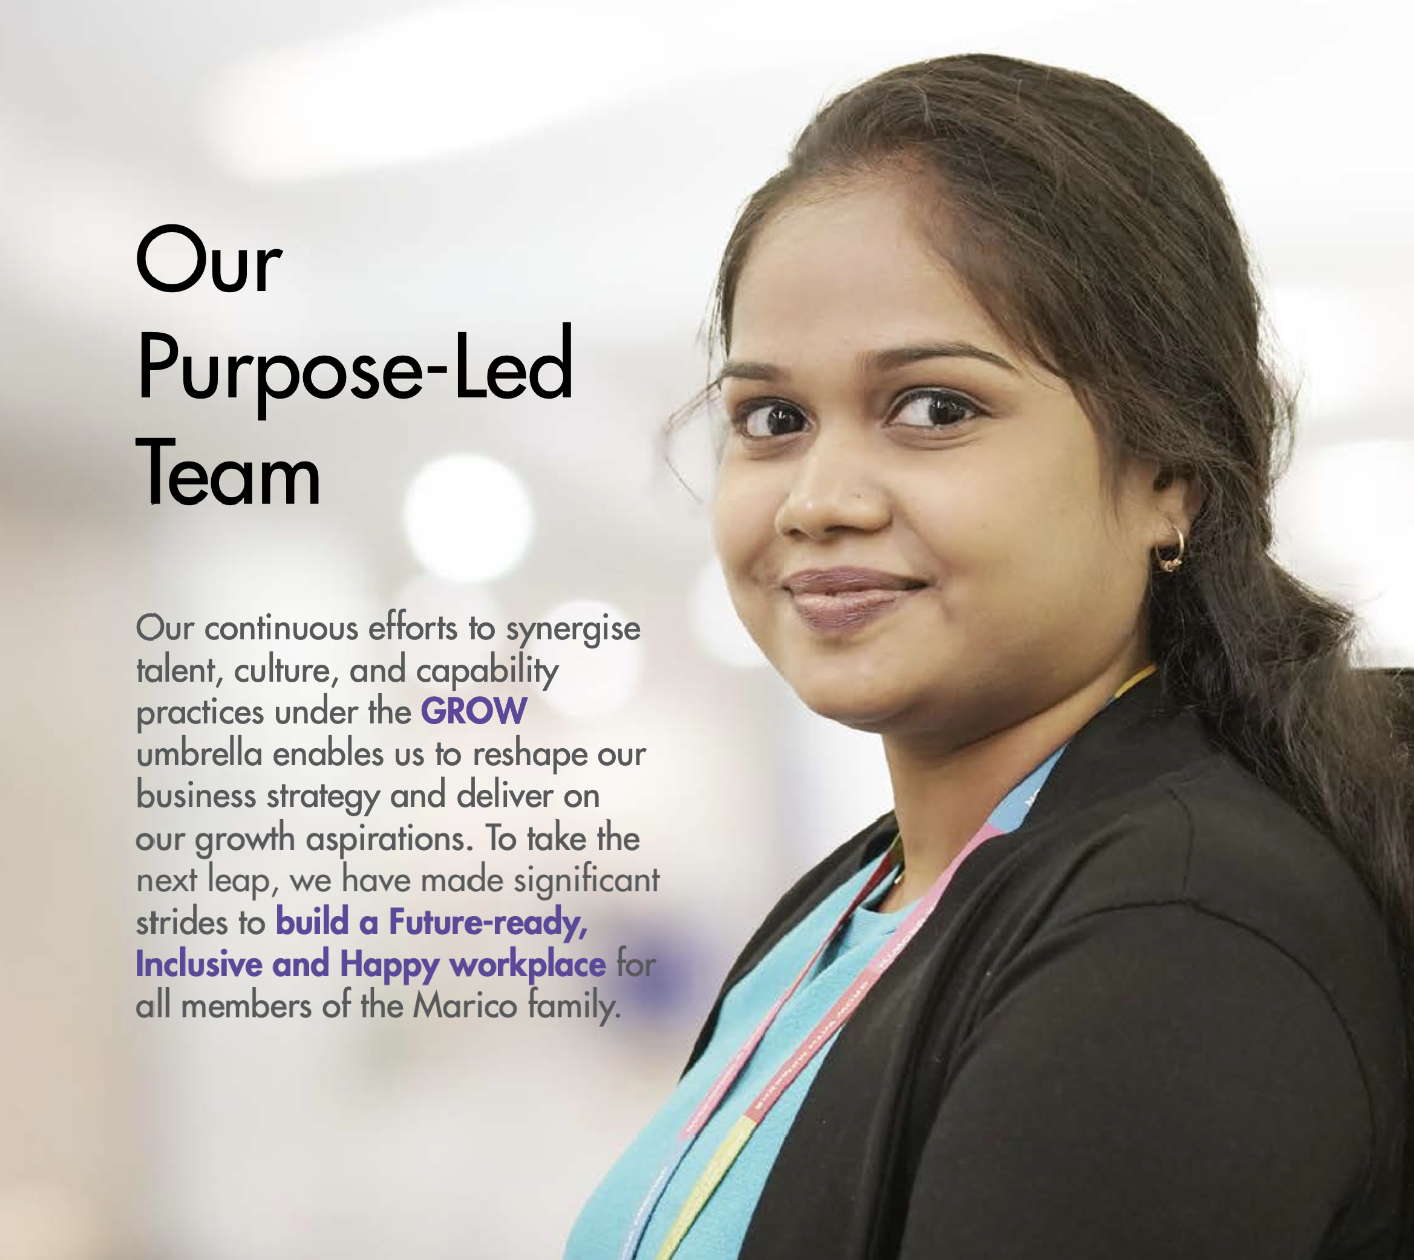 Our
Purpose-Led
Team
Our continuous efforts to synergise
talent, culture, and capability
practices under the GROW
umbrella enables us to reshape our
business strategy and deliver on
our growth aspirations. To take the
next leap, we have made significant
strides to build a Future-ready,
Inclusive and Happy workplace for
all members of the Marico family.